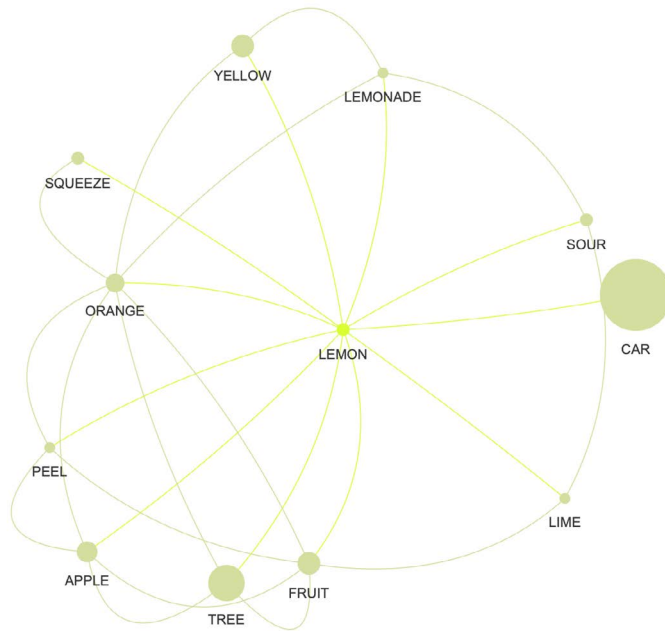 YELLOW
LEMONADE
SQUEEZE
SOUR
ORANGE
CAR
LEMON
PEEL
LIME
APPLE
FRUIT
TREE